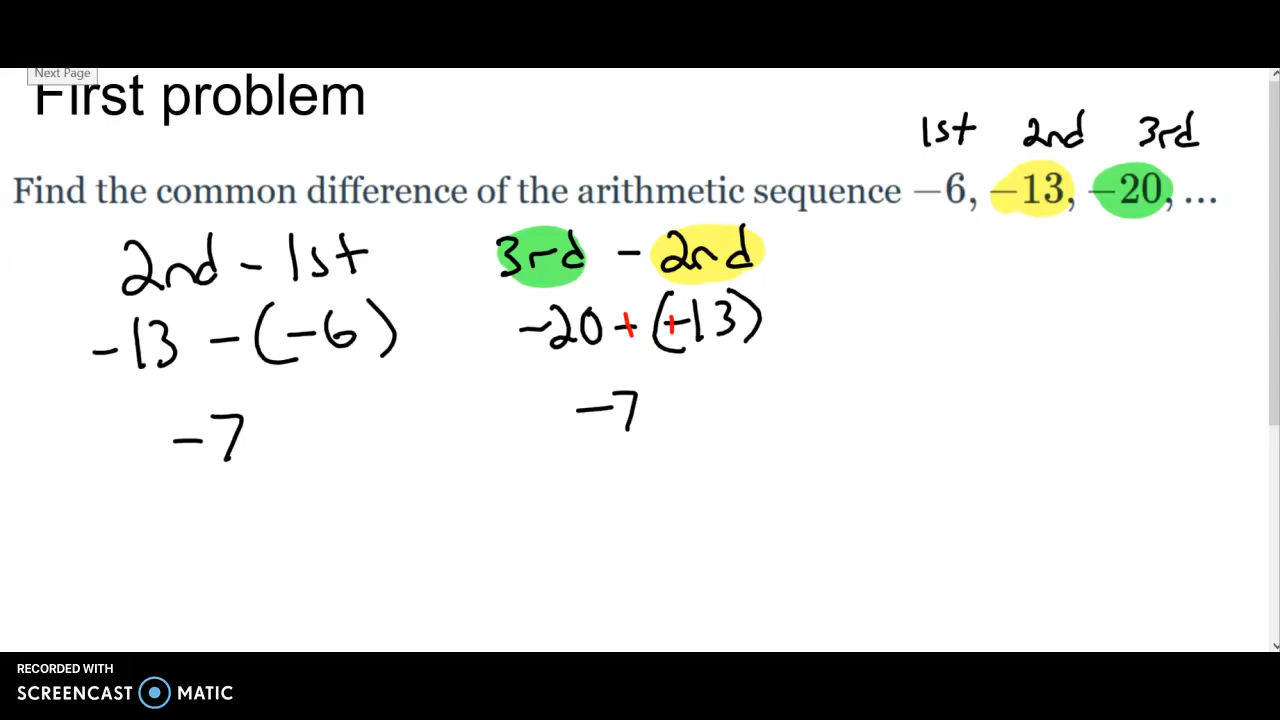 Next Page
First problem
1st 2nd 3rd
Find the common difference of the arithmetic sequence −6, −13, −20, ...
2nd - 1st 3rd - 2nd
-13 - (-6) -20 + (+13)
-7 -7
RECORDED WITH
SCREENCAST MATIC